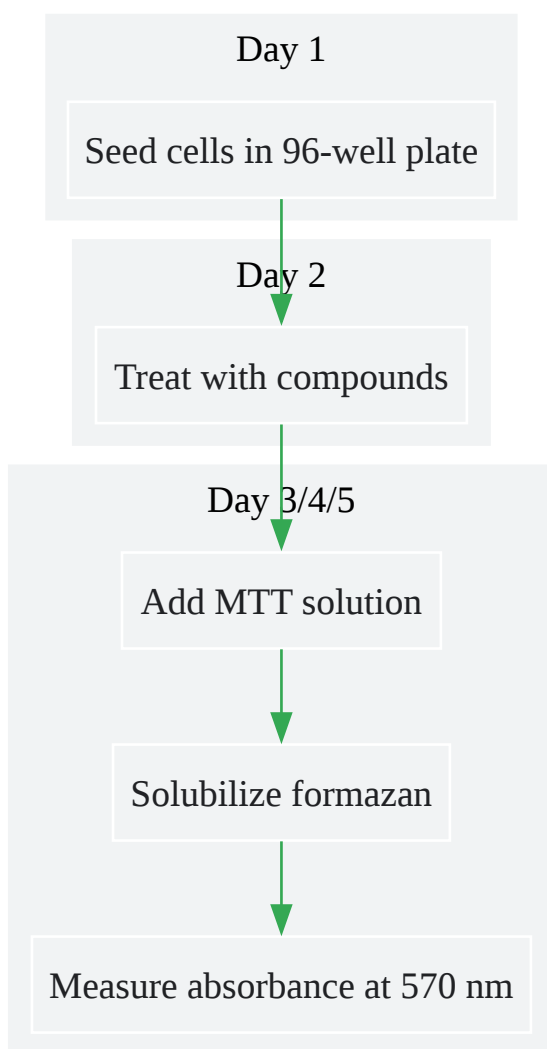 Day 1
Seed cells in 96-well plate
Day 2
Treat with compounds
Day 3/4/5
Add MTT solution
Solubilize formazan
Measure absorbance at 570 nm